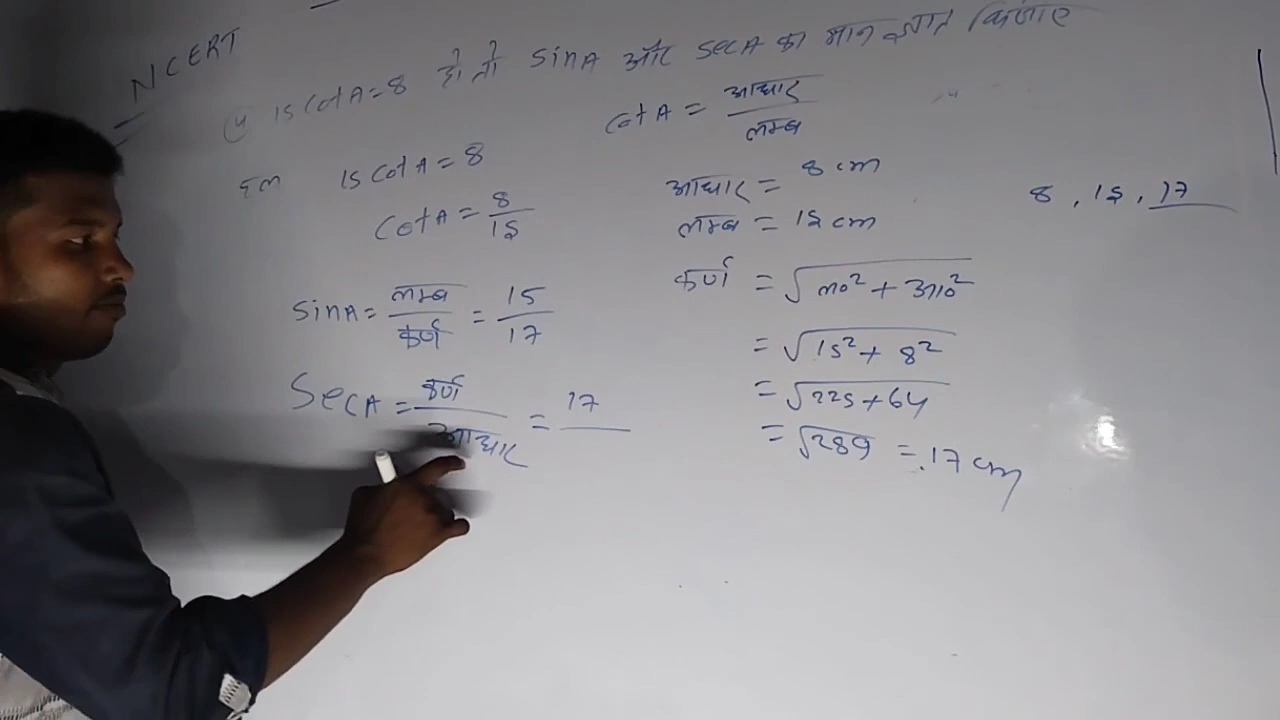 NCERT
4) 15 cot A = 8 हो तो sin A और sec A का मान ज्ञात किजीए
हल 15 cot A = 8
cot A = 8/15
sin A = लम्ब/कर्ण = 15/17
Sec A = कर्ण/आधार = 17/
cot A = आधार/लम्ब
आधार = 8 cm
लम्ब = 15 cm
कर्ण = √ल०² + आ०²
= √15² + 8²
= √225 + 64
= √289 = 17 cm
8, 15, 17